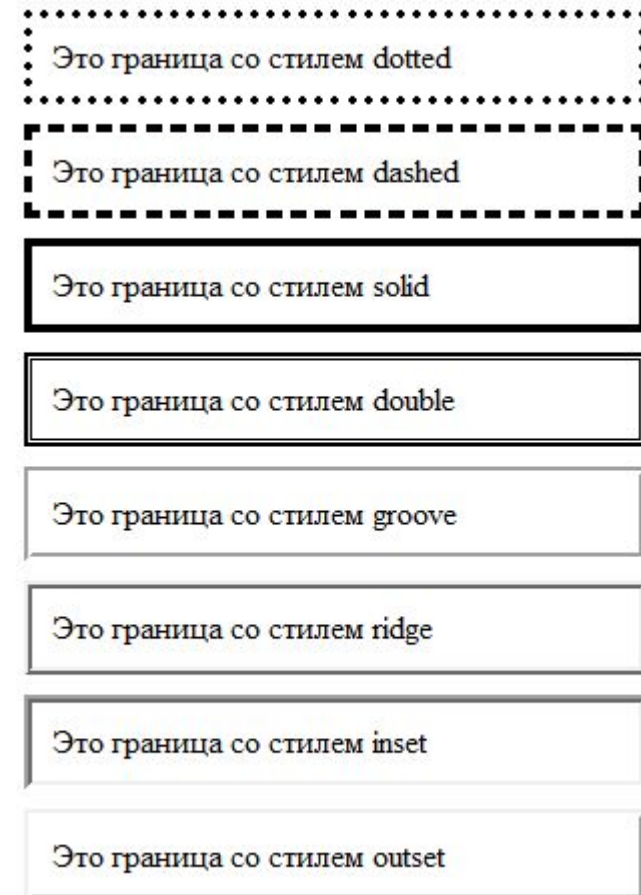 Это граница со стилем dotted
Это граница со стилем dashed
Это граница со стилем solid
Это граница со стилем double
Это граница со стилем groove
Это граница со стилем ridge
Это граница со стилем inset
Это граница со стилем outset